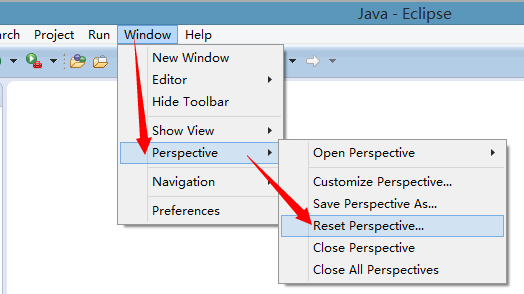 Java - Eclipse
rch Project Run Window Help
New Window
Editor
Hide Toolbar
Show View
Perspective
Navigation
Preferences
Open Perspective
Customize Perspective...
Save Perspective As...
Reset Perspective...
Close Perspective
Close All Perspectives